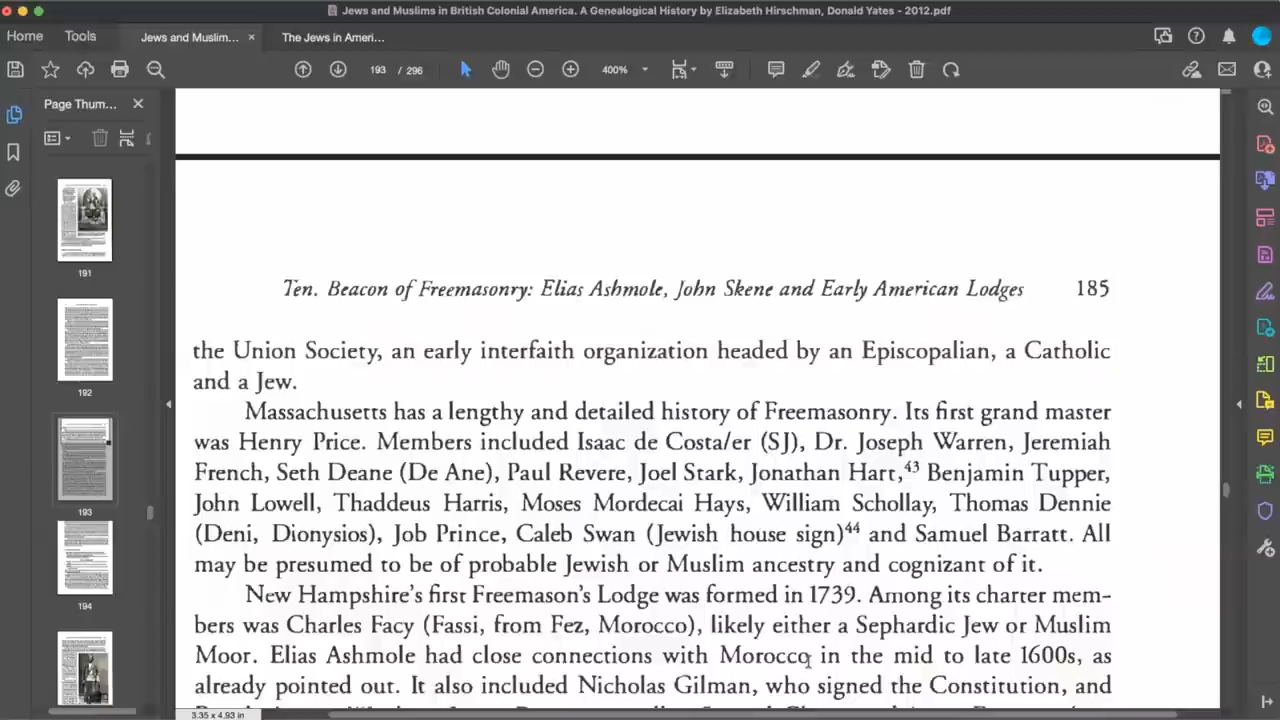 Jews and Muslims in British Colonial America. A Genealogical History by Elizabeth Hirschman, Donald Yates - 2012.pdf
Home Tools Jews and Muslim... × The Jews in Ameri...
193 / 296 400%
Page Thum...
191
192
193
194
Ten. Beacon of Freemasonry: Elias Ashmole, John Skene and Early American Lodges 185
the Union Society, an early interfaith organization headed by an Episcopalian, a Catholic
and a Jew.
Massachusetts has a lengthy and detailed history of Freemasonry. Its first grand master
was Henry Price. Members included Isaac de Costa/er (SJ), Dr. Joseph Warren, Jeremiah
French, Seth Deane (De Ane), Paul Revere, Joel Stark, Jonathan Hart,43 Benjamin Tupper,
John Lowell, Thaddeus Harris, Moses Mordecai Hays, William Schollay, Thomas Dennie
(Deni, Dionysios), Job Prince, Caleb Swan (Jewish house sign)44 and Samuel Barratt. All
may be presumed to be of probable Jewish or Muslim ancestry and cognizant of it.
New Hampshire's first Freemason's Lodge was formed in 1739. Among its charter mem-
bers was Charles Facy (Fassi, from Fez, Morocco), likely either a Sephardic Jew or Muslim
Moor. Elias Ashmole had close connections with Morocco in the mid to late 1600s, as
already pointed out. It also included Nicholas Gilman, who signed the Constitution, and
3.35 x 4.93 in